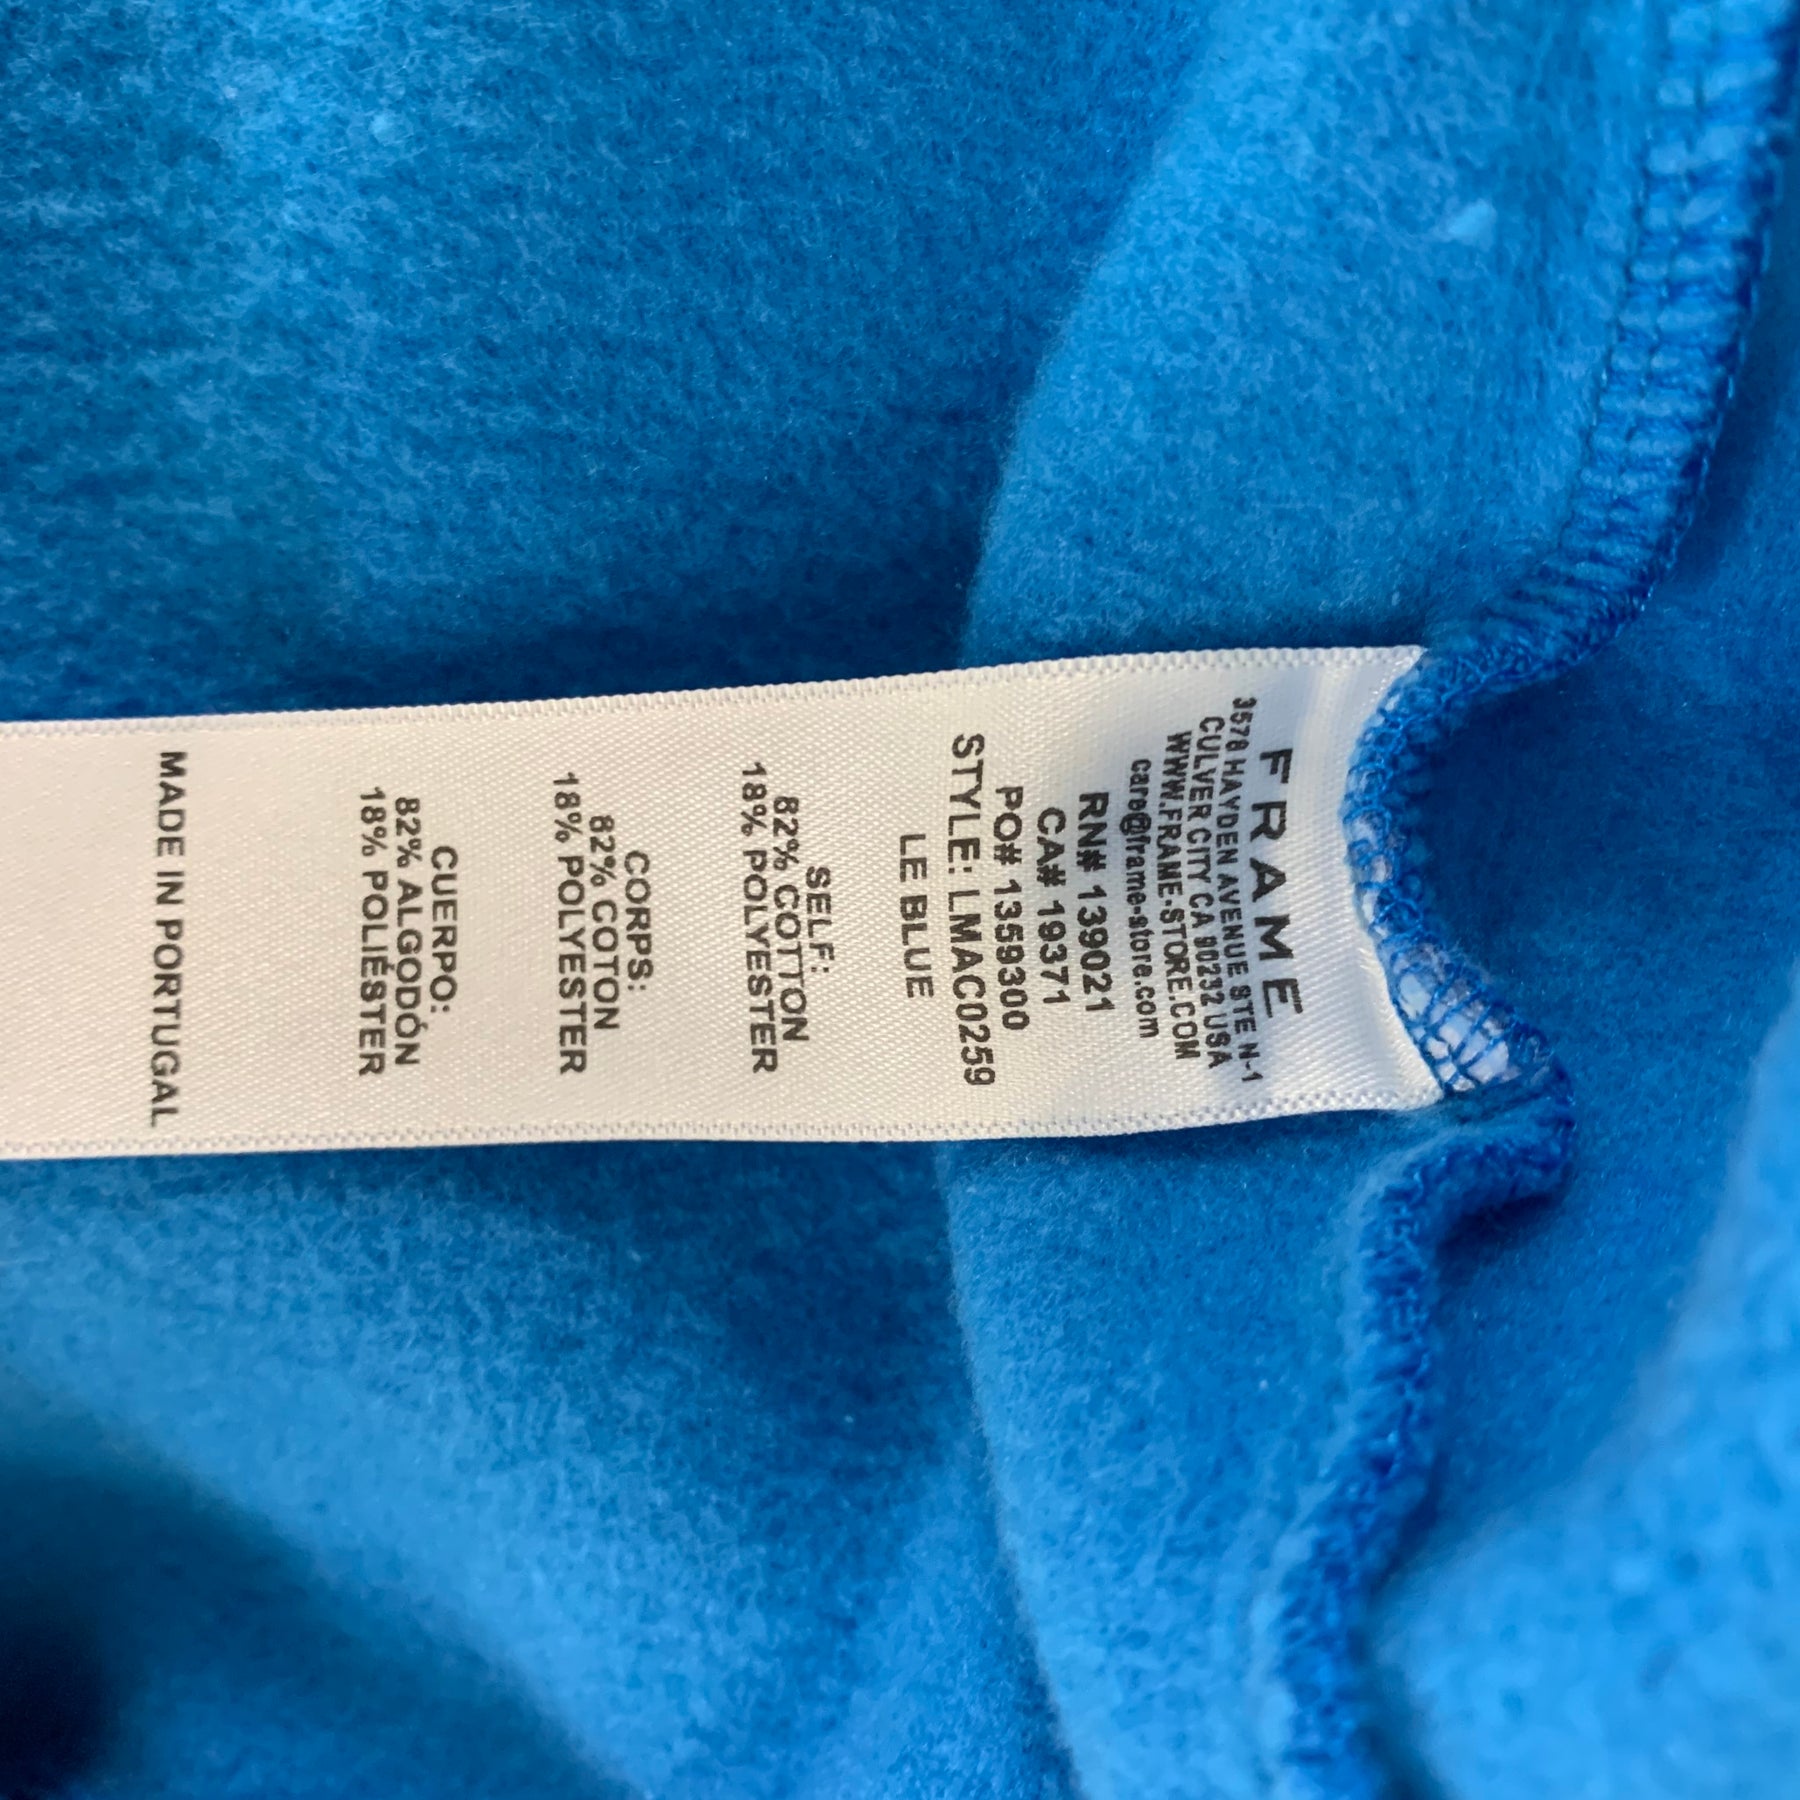 FRAME
3578 HAYDEN AVENUE STE N-1
CULVER CITY CA 90232 USA
WWW.FRAME-STORE.COM
care@frame-store.com
RN# 139021
CA# 19371
PO# 1359300
STYLE: LMAC0259
LE BLUE
SELF:
82% COTTON
18% POLYESTER
CORPS:
82% COTON
18% POLYESTER
CUERPO:
82% ALGODÓN
18% POLIÉSTER
MADE IN PORTUGAL